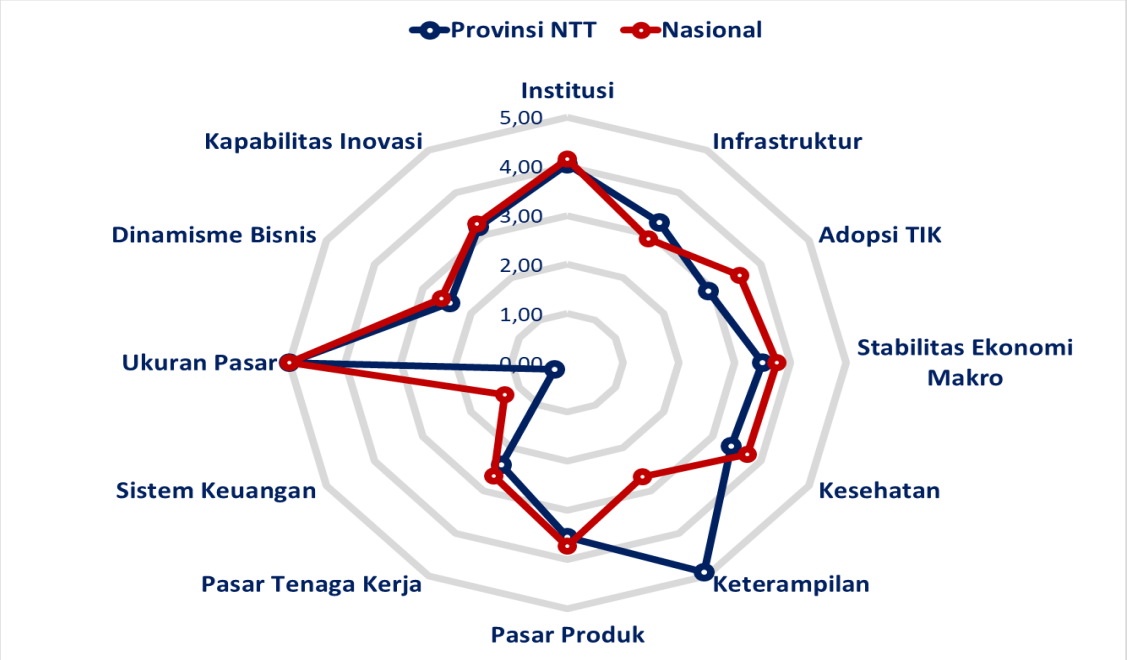 Provinsi NTT Nasional
Institusi
5,00
Kapabilitas Inovasi
Infrastruktur
4,00
3,00
Dinamisme Bisnis
Adopsi TIK
2,00
1,00
Ukuran Pasar
0,00
Stabilitas Ekonomi
Makro
Sistem Keuangan
Kesehatan
Pasar Tenaga Kerja
Keterampilan
Pasar Produk